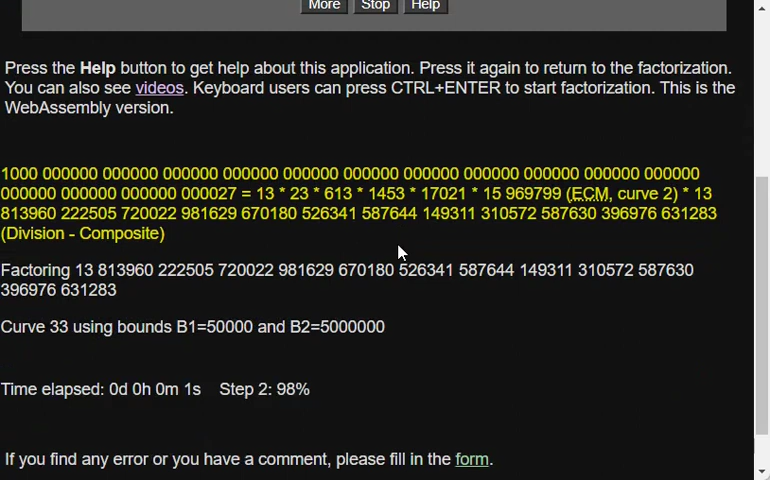 More Stop Help
Press the Help button to get help about this application. Press it again to return to the factorization.
You can also see videos. Keyboard users can press CTRL+ENTER to start factorization. This is the
WebAssembly version.
1000 000000 000000 000000 000000 000000 000000 000000 000000 000000 000000 000000
000000 000000 000000 000027 = 13 * 23 * 613 * 1453 * 17021 * 15 969799 (ECM, curve 2) * 13
813960 222505 720022 981629 670180 526341 587644 149311 310572 587630 396976 631283
(Division - Composite)
Factoring 13 813960 222505 720022 981629 670180 526341 587644 149311 310572 587630
396976 631283
Curve 33 using bounds B1=50000 and B2=5000000
Time elapsed: 0d 0h 0m 1s Step 2: 98%
If you find any error or you have a comment, please fill in the form.